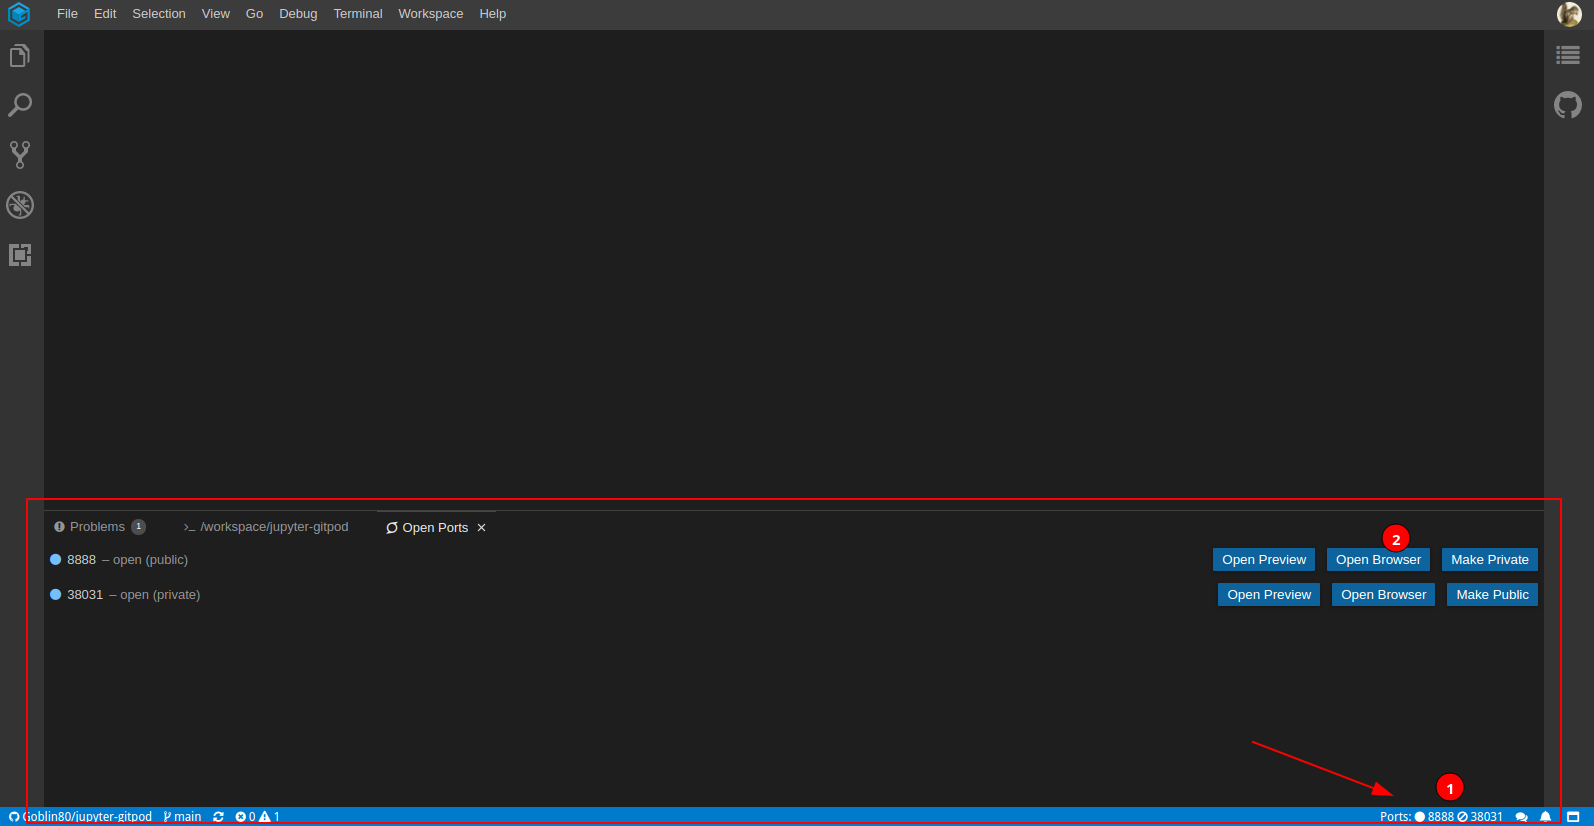 File Edit Selection View Go Debug Terminal Workspace Help
Problems 1 >_ /workspace/jupyter-gitpod Open Ports ×
2
8888 – open (public) Open Preview Open Browser Make Private
38031 – open (private) Open Preview Open Browser Make Public
1
Goblin80/jupyter-gitpod main 0 1 Ports: 8888 38031